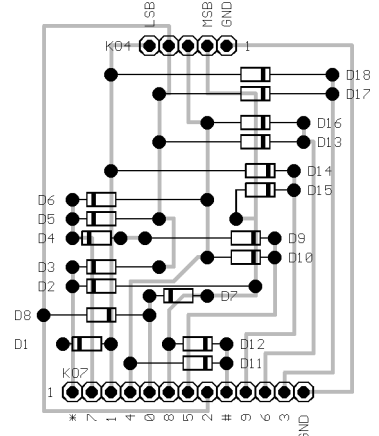 LSB MSB GND
K04 1
D18
D17
D16
D13
D14
D15
D6
D5
D4 D9
D3 D10
D2 D7
D8
D1 D12
D11
K07
1
* 7 1 4 0 8 5 2 # 9 6 3 GND